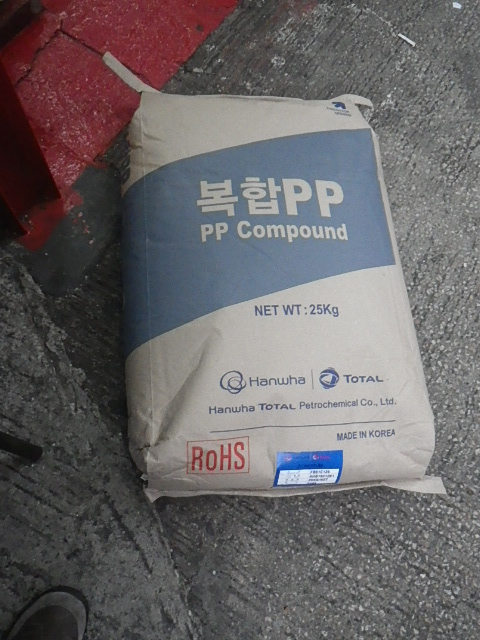 복합PP
PP Compound
NET WT : 25Kg
Hanwha TOTAL
Hanwha TOTAL Petrochemical Co., Ltd.
MADE IN KOREA
RoHS